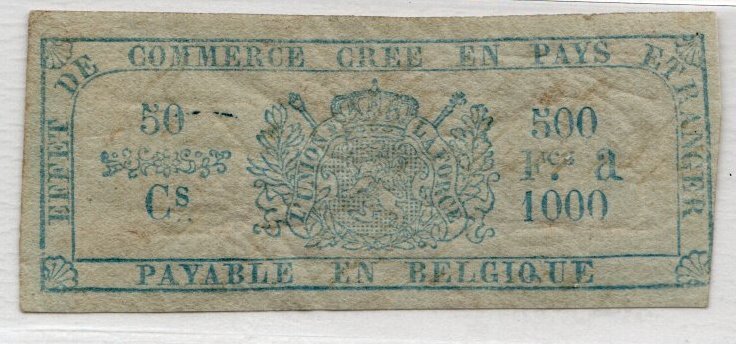 EFFET DE COMMERCE CREE EN PAYS ETRANGER
50
Cs
L'UNION FAIT LA FORCE
500
Fcs a
1000
PAYABLE EN BELGIQUE